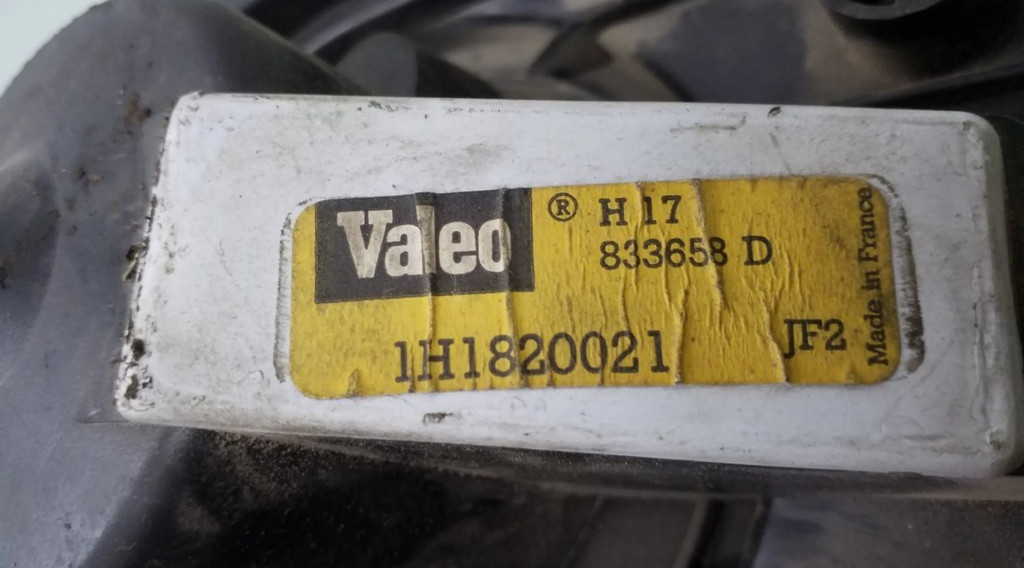 Valeo ® H 17
833658 D
1H1820021 JF2
Made in France